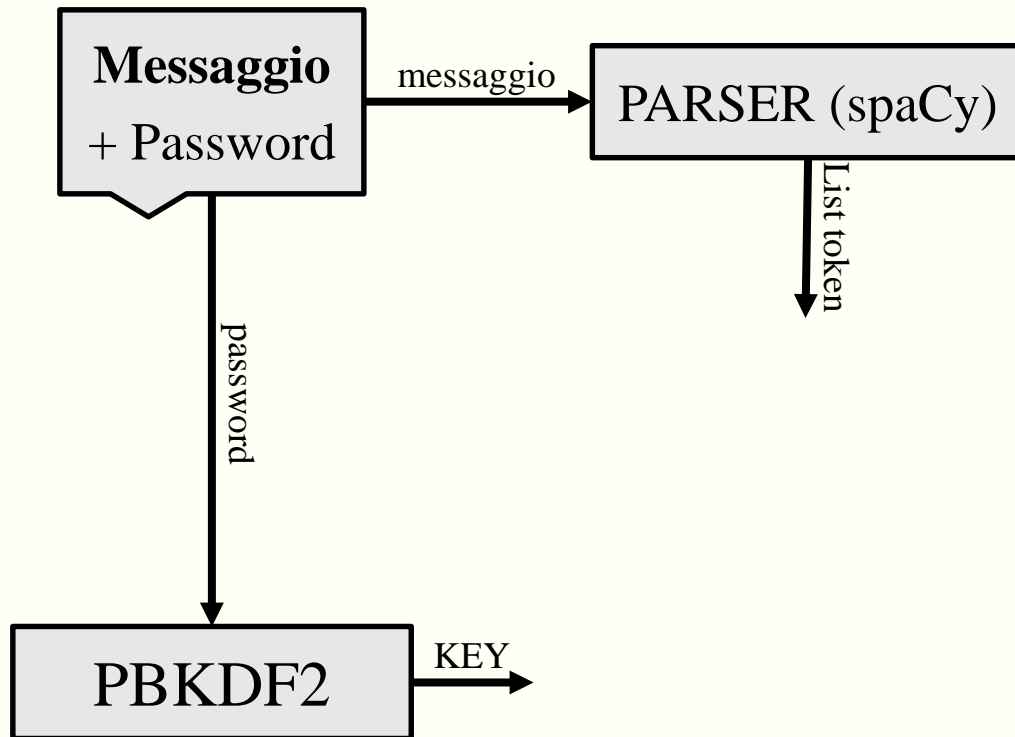 Messaggio
+ Password
messaggio
PARSER (spaCy)
List token
password
PBKDF2
KEY